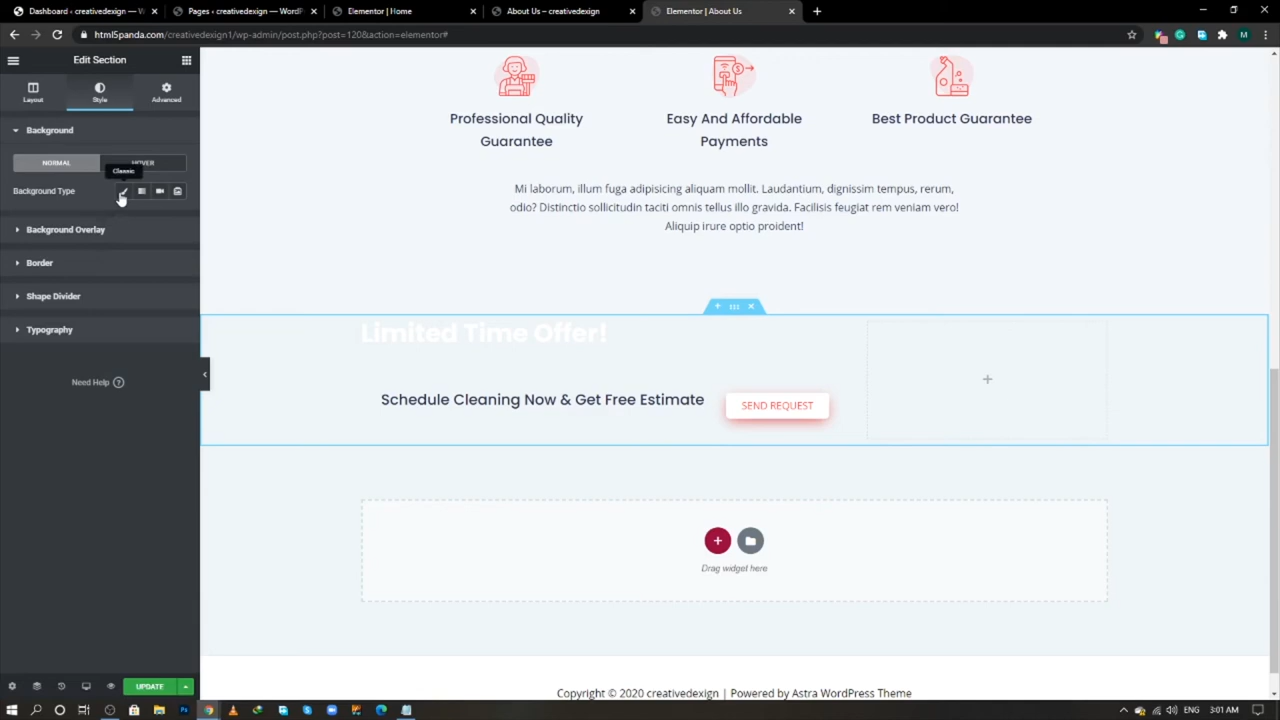 Dashboard ‹ creativedexign — W
Pages ‹ creativedexign — WordP
Elementor | Home
About Us – creativedexign
Elementor | About Us
html5panda.com/creativedexign1/wp-admin/post.php?post=120&action=elementor#
M
Edit Section
Layout
Style
Advanced
Background
NORMAL
HOVER
Classic
Background Type
Background Overlay
Border
Shape Divider
Typography
Need Help
UPDATE
Professional Quality
Guarantee
Easy And Affordable
Payments
Best Product Guarantee
Mi laborum, illum fuga adipisicing aliquam mollit. Laudantium, dignissim tempus, rerum,
odio? Distinctio sollicitudin taciti omnis tellus illo gravida. Facilisis feugiat rem veniam vero!
Aliquip irure optio proident!
Limited Time Offer!
Schedule Cleaning Now & Get Free Estimate
SEND REQUEST
Drag widget here
Copyright © 2020 creativedexign | Powered by Astra WordPress Theme
ENG
3:01 AM